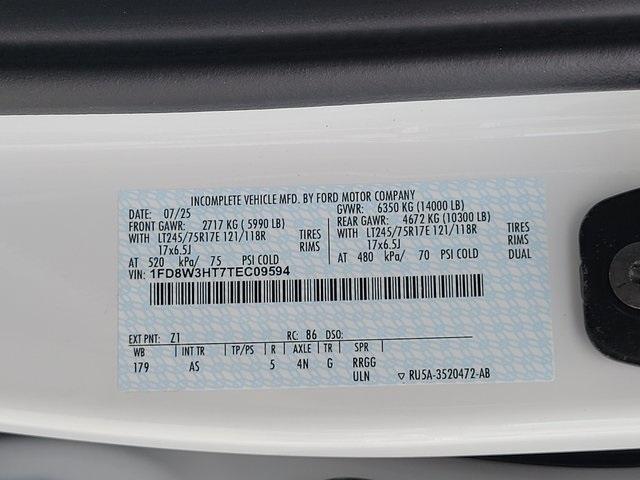 INCOMPLETE VEHICLE MFD. BY FORD MOTOR COMPANY
DATE: 07/25 GVWR: 6350 KG (14000 LB)
FRONT GAWR: 2717 KG ( 5990 LB) REAR GAWR: 4672 KG (10300 LB)
WITH LT245/75R17E 121/118R TIRES WITH LT245/75R17E 121/118R TIRES
17x6.5J RIMS 17x6.5J RIMS
AT 520 kPa/ 75 PSI COLD AT 480 kPa/ 70 PSI COLD DUAL
VIN: 1FD8W3HT7TEC09594
EXT PNT: Z1 RC: 86 DSO:
WB INT TR TP/PS R AXLE TR SPR
179 AS 5 4N G RRGG
ULN ▽ RU5A-3520472-AB